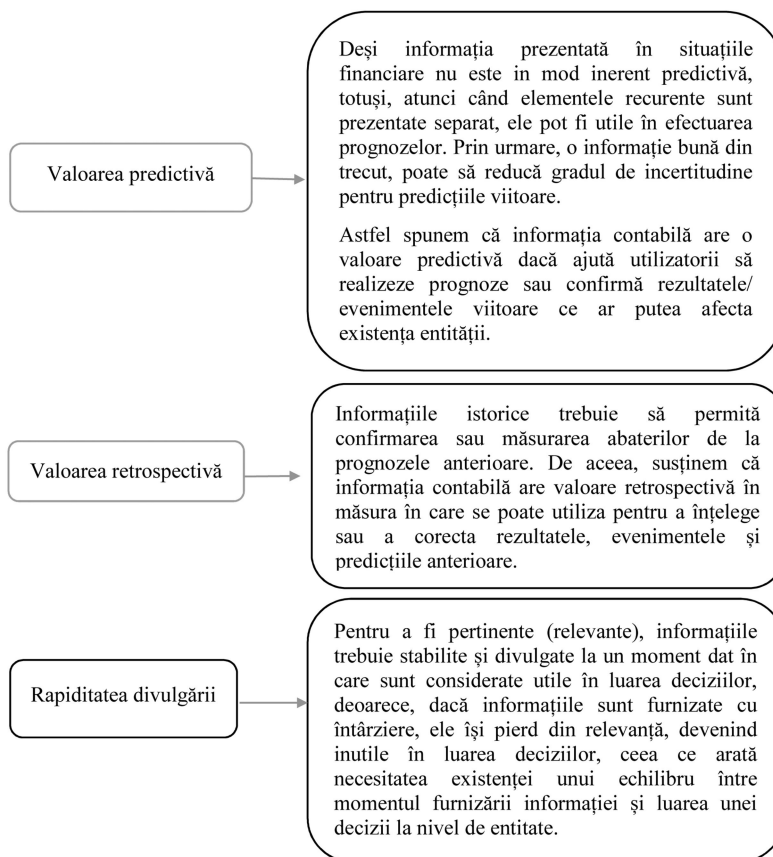 Deși informația prezentată în situațiile
financiare nu este in mod inerent predictivă,
totuși, atunci când elementele recurente sunt
prezentate separat, ele pot fi utile în efectuarea
prognozelor. Prin urmare, o informație bună din
trecut, poate să reducă gradul de incertitudine
pentru predicțiile viitoare.
Valoarea predictivă
Astfel spunem că informația contabilă are o
valoare predictivă dacă ajută utilizatorii să
realizeze prognoze sau confirmă rezultatele/
evenimentele viitoare ce ar putea afecta
existența entității.
Valoarea retrospectivă
Informațiile istorice trebuie să permită
confirmarea sau măsurarea abaterilor de la
prognozele anterioare. De aceea, susținem că
informația contabilă are valoare retrospectivă în
măsura în care se poate utiliza pentru a înțelege
sau a corecta rezultatele, evenimentele și
predicțiile anterioare.
Rapiditatea divulgării
Pentru a fi pertinente (relevante), informațiile
trebuie stabilite și divulgate la un moment dat în
care sunt considerate utile în luarea deciziilor,
deoarece, dacă informațiile sunt furnizate cu
întârziere, ele își pierd din relevanță, devenind
inutile în luarea deciziilor, ceea ce arată
necesitatea existenței unui echilibru între
momentul furnizării informației și luarea unei
decizii la nivel de entitate.